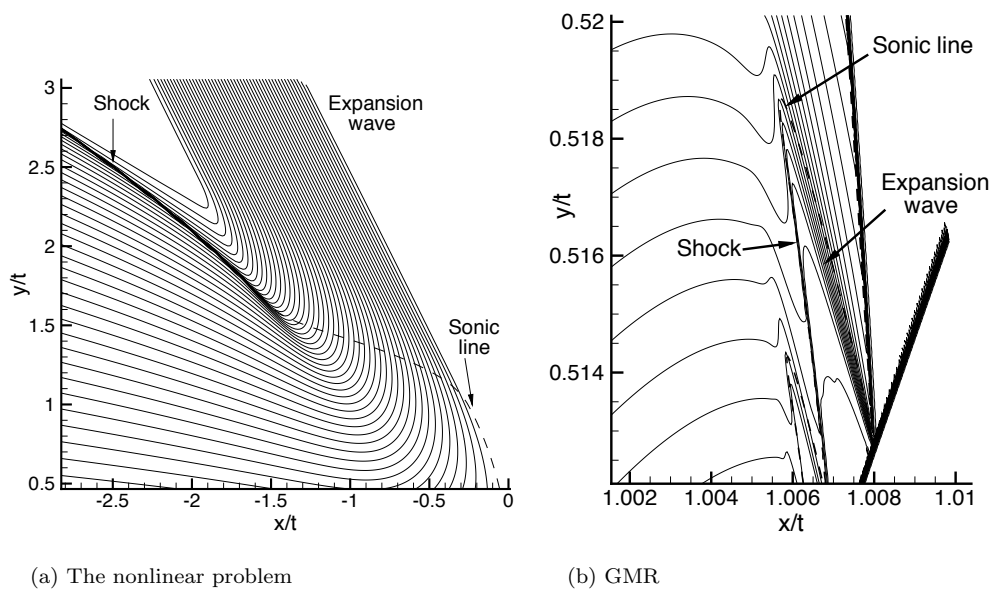 3
2.5
2
1.5
1
0.5
y/t
-2.5
-2
-1.5
-1
-0.5
0
x/t
Shock
Expansion
wave
Sonic
line
(a) The nonlinear problem
0.52
0.518
0.516
0.514
y/t
1.002
1.004
1.006
1.008
1.01
x/t
Sonic line
Expansion
wave
Shock
(b) GMR